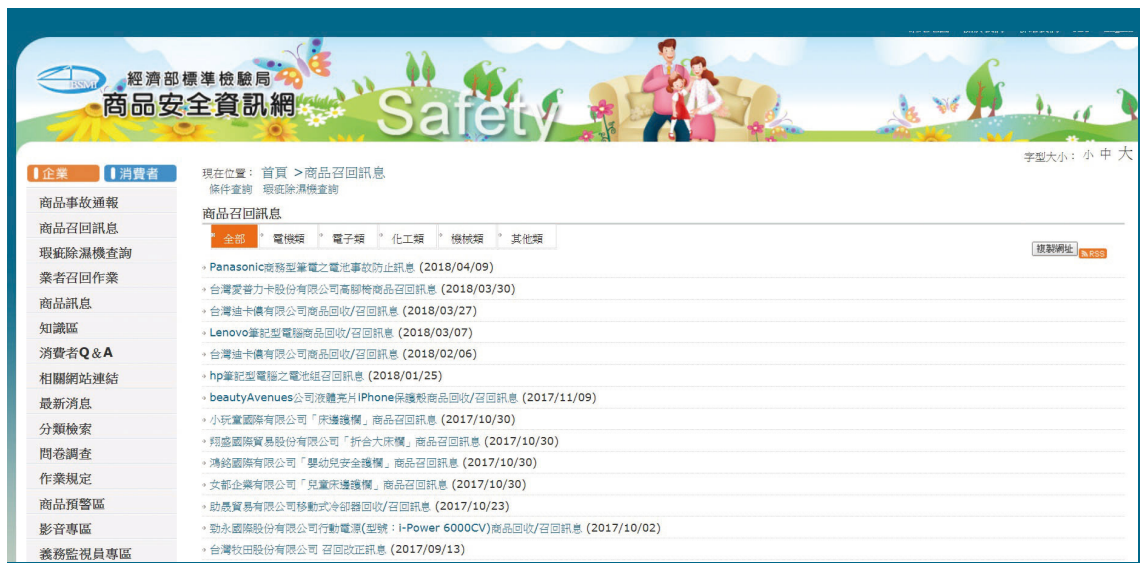 BSMI 經濟部標準檢驗局
商品安全資訊網
Safety
字型大小: 小 中 大
企業 消費者
現在位置: 首頁 >商品召回訊息
條件查詢 瑕疵除濕機查詢
商品召回訊息
全部 電機類 電子類 化工類 機械類 其他類
複製網址 RSS
商品事故通報
商品召回訊息
瑕疵除濕機查詢
業者召回作業
商品訊息
知識區
消費者Q&A
相關網站連結
最新消息
分類檢索
問卷調查
作業規定
商品預警區
影音專區
義務監視員專區
Panasonic商務型筆電之電池事故防止訊息 (2018/04/09)
台灣愛普力卡股份有限公司高腳椅商品召回訊息 (2018/03/30)
台灣迪卡儂有限公司商品回收/召回訊息 (2018/03/27)
Lenovo筆記型電腦商品回收/召回訊息 (2018/03/07)
台灣迪卡儂有限公司商品回收/召回訊息 (2018/02/06)
hp筆記型電腦之電池組召回訊息 (2018/01/25)
beautyAvenues公司液體亮片iPhone保護殼商品回收/召回訊息 (2017/11/09)
小玩童國際有限公司「床邊護欄」商品召回訊息 (2017/10/30)
翔盛國際貿易股份有限公司「折合大床欄」商品召回訊息 (2017/10/30)
鴻銘國際有限公司「嬰幼兒安全護欄」商品召回訊息 (2017/10/30)
女都企業有限公司「兒童床邊護欄」商品召回訊息 (2017/10/30)
助晟貿易有限公司移動式冷卻器回收/召回訊息 (2017/10/23)
勁永國際股份有限公司行動電源(型號:i-Power 6000CV)商品回收/召回訊息 (2017/10/02)
台灣牧田股份有限公司 召回改正訊息 (2017/09/13)